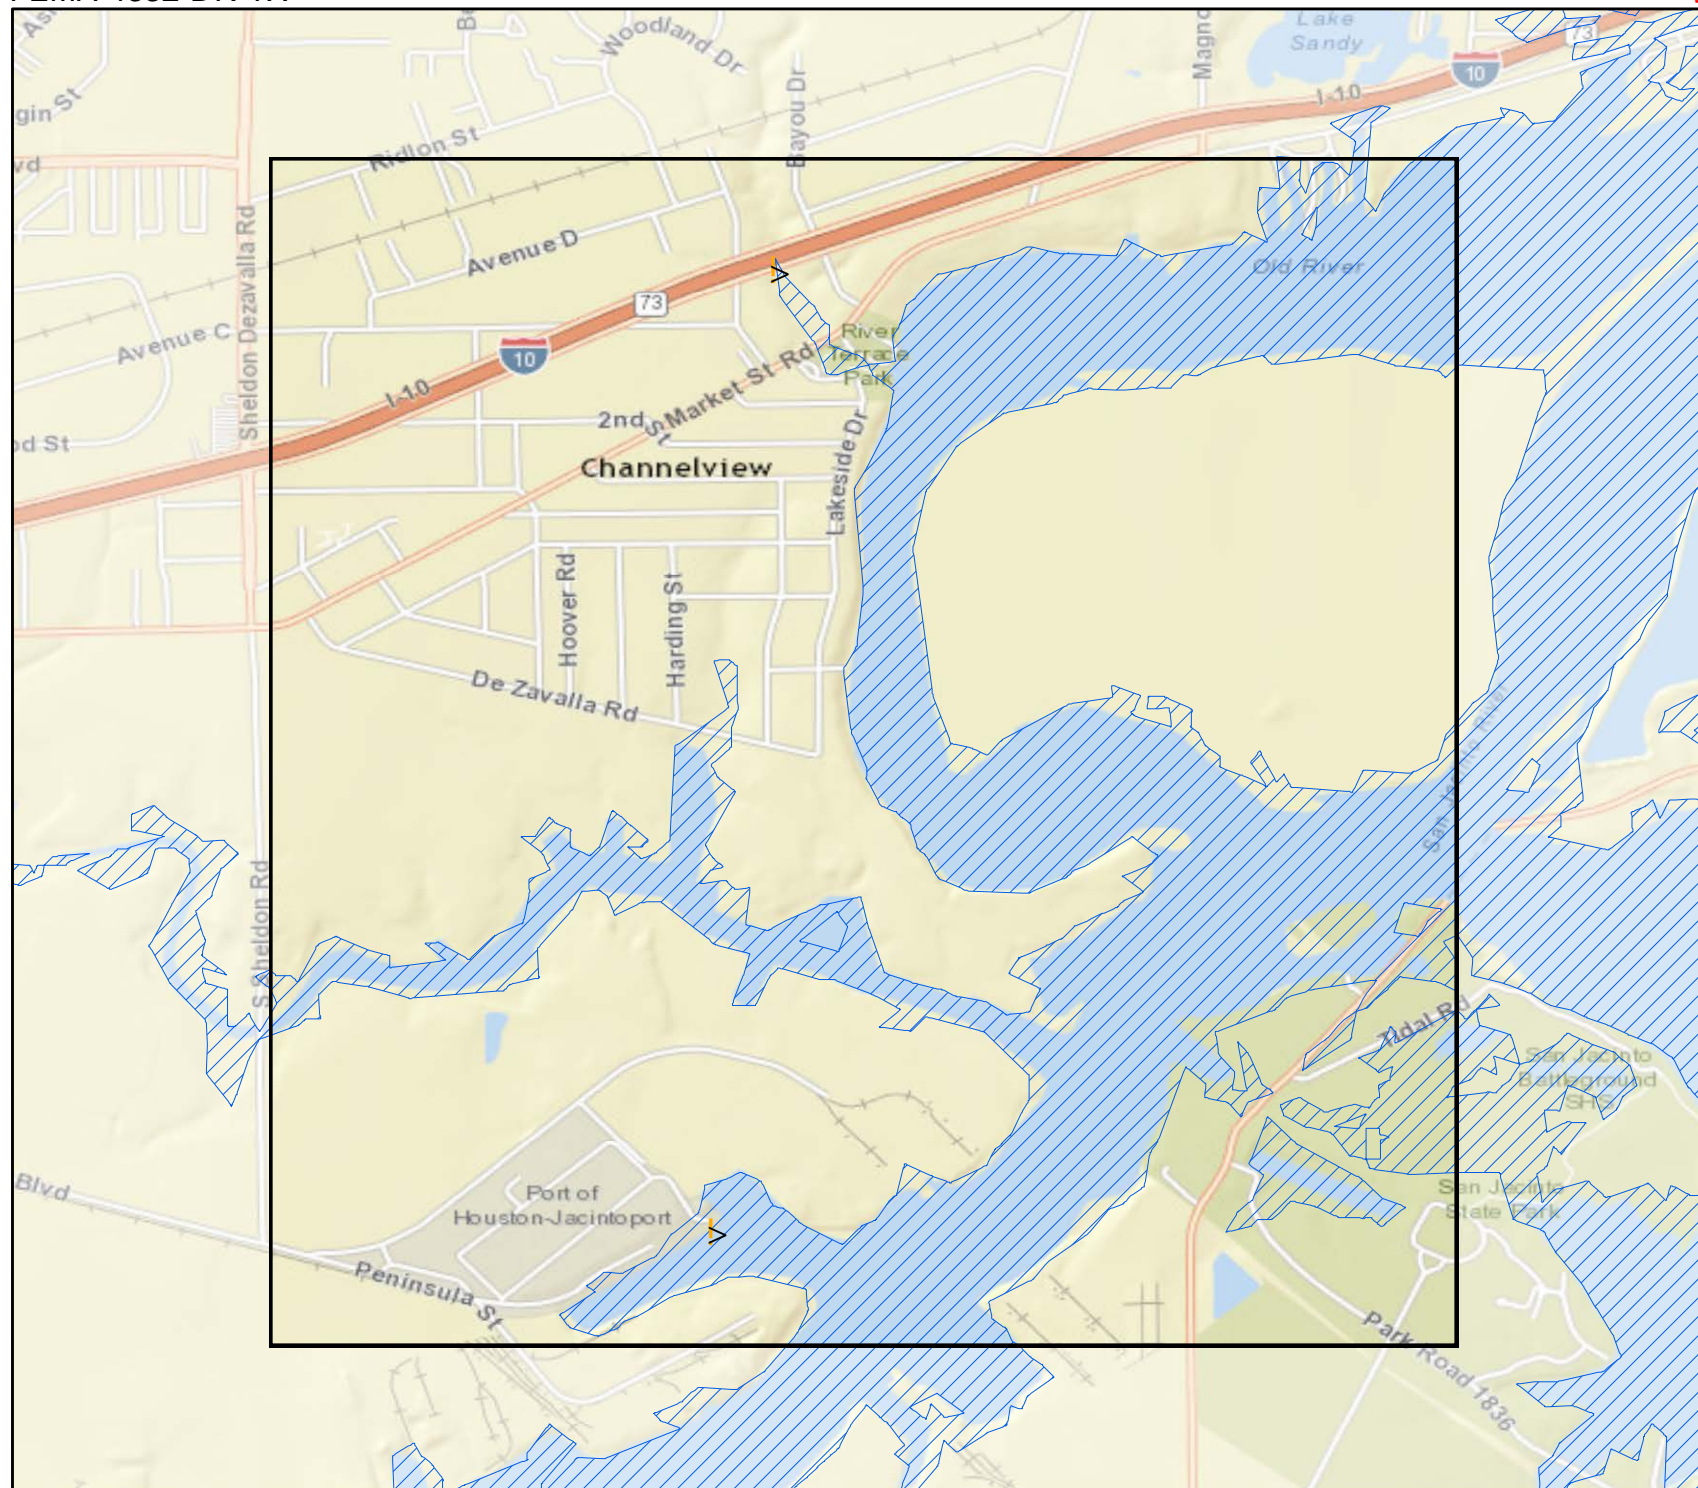 Woodland Dr
Lake
Sandy
73
Magno
10
I-10
gin St
Bayou Dr
Ridlon St
vd
Sheldon Dezavalla Rd
Avenue D
Old River
73
Avenue C
River
Terrace
Park
10
I-10
S Market St Rd
2nd St
od St
Channelview
Lakeside Dr
Hoover Rd
Harding St
De Zavalla Rd
San Jacinto River
S Sheldon Rd
Tidal Rd
San Jacinto
Battleground
SHS
Blvd
Port of
Houston-Jacintoport
San Jacinto
State Park
Peninsula St
Park Road 1836